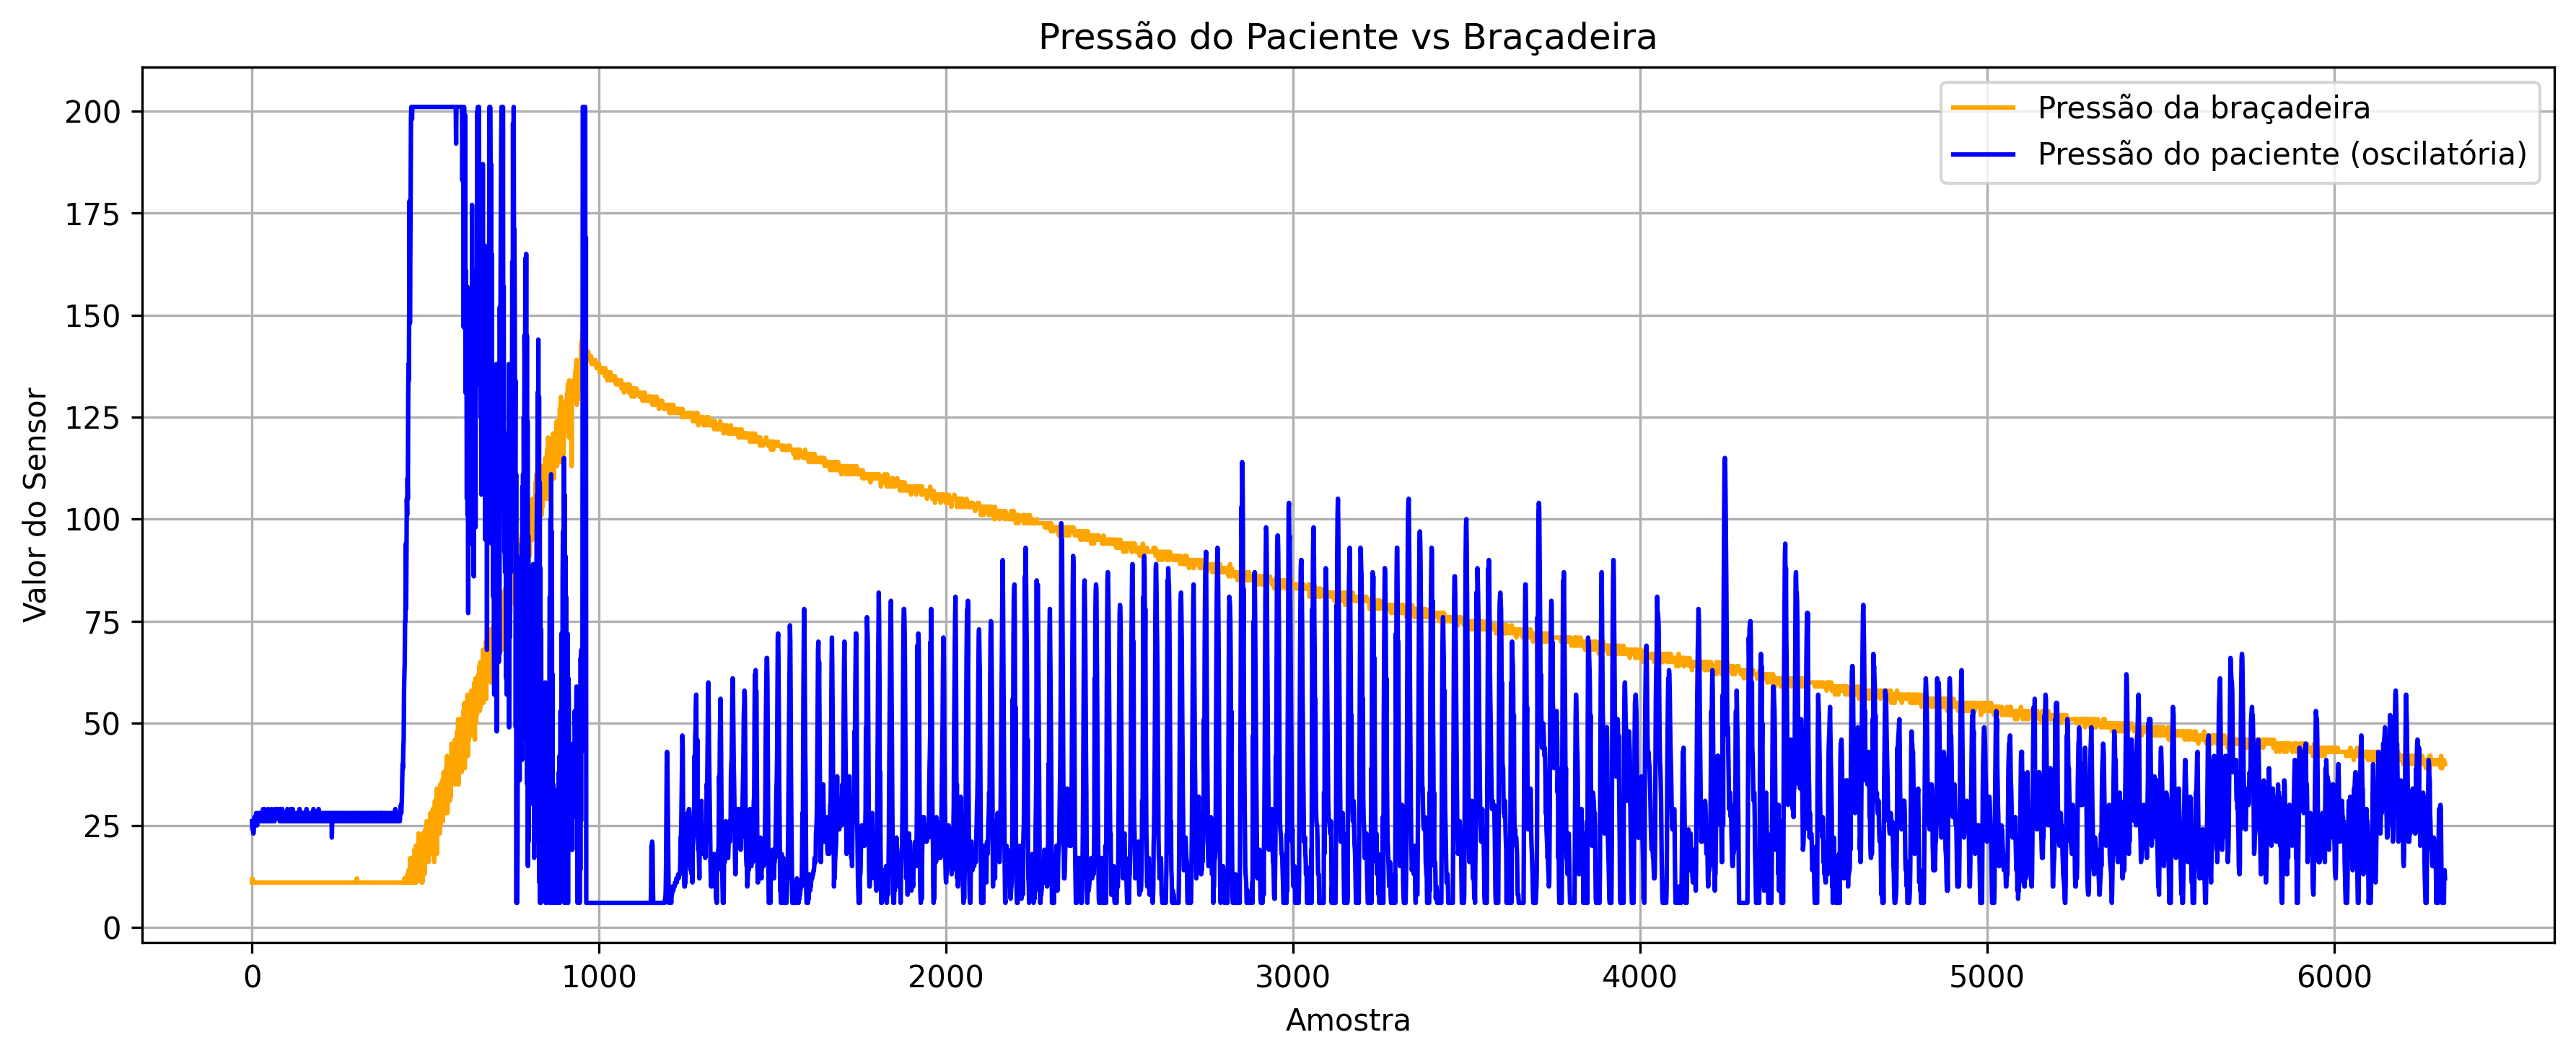 Pressão do Paciente vs Braçadeira
Pressão da braçadeira
Pressão do paciente (oscilatória)
Valor do Sensor
200
175
150
125
100
75
50
25
0
0 1000 2000 3000 4000 5000 6000
Amostra